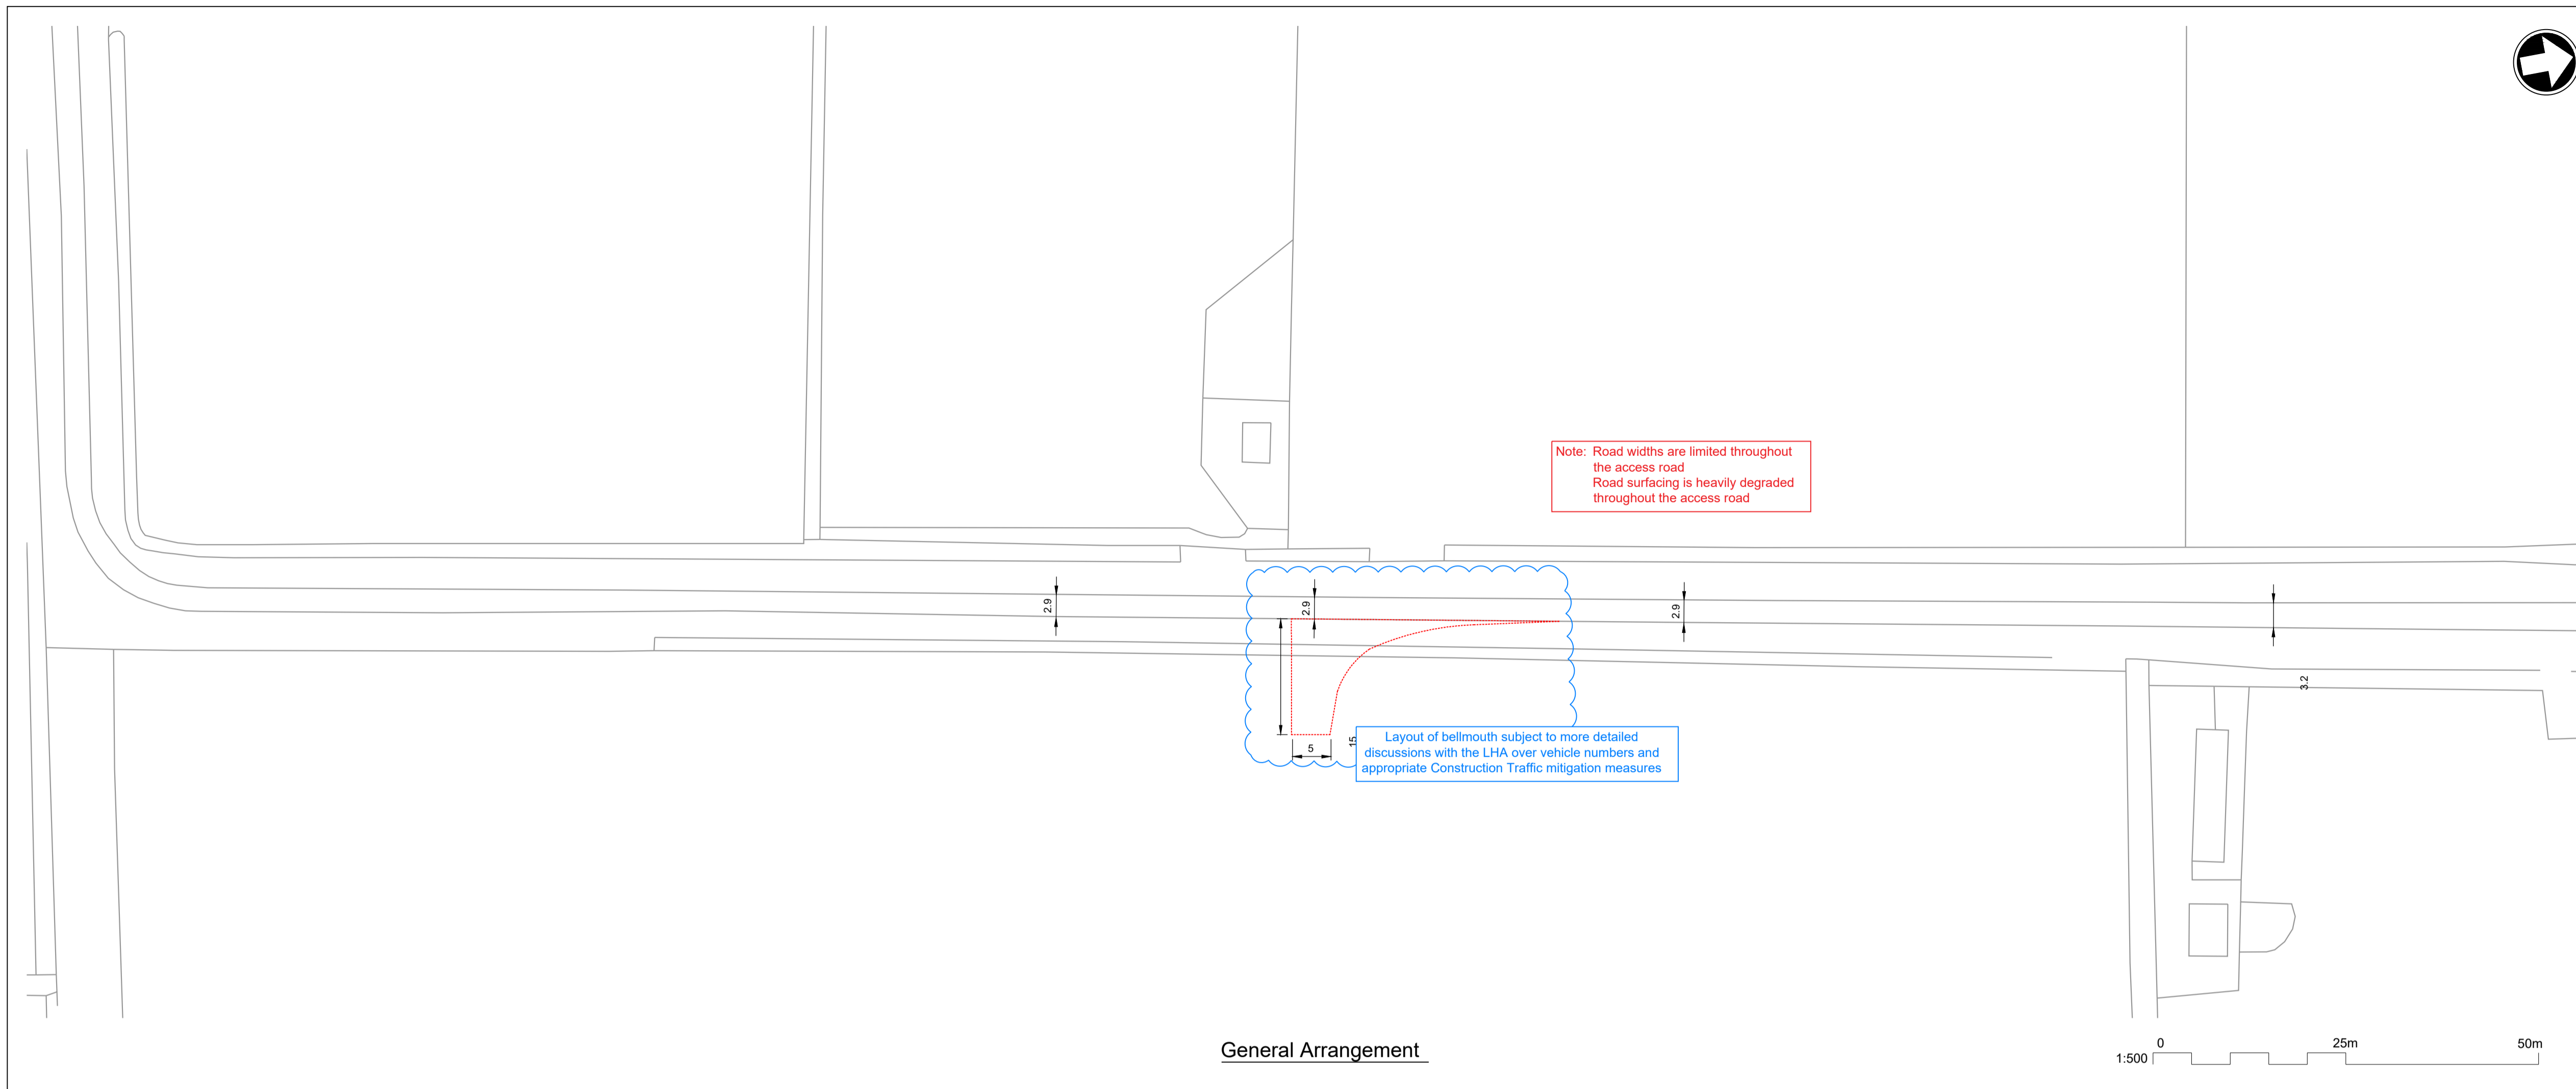 Note: Road widths are limited throughout
the access road
Road surfacing is heavily degraded
throughout the access road
2.9
2.9
2.9
3.2
15
5
Layout of bellmouth subject to more detailed
discussions with the LHA over vehicle numbers and
appropriate Construction Traffic mitigation measures
General Arrangement
1:500
0
25m
50m